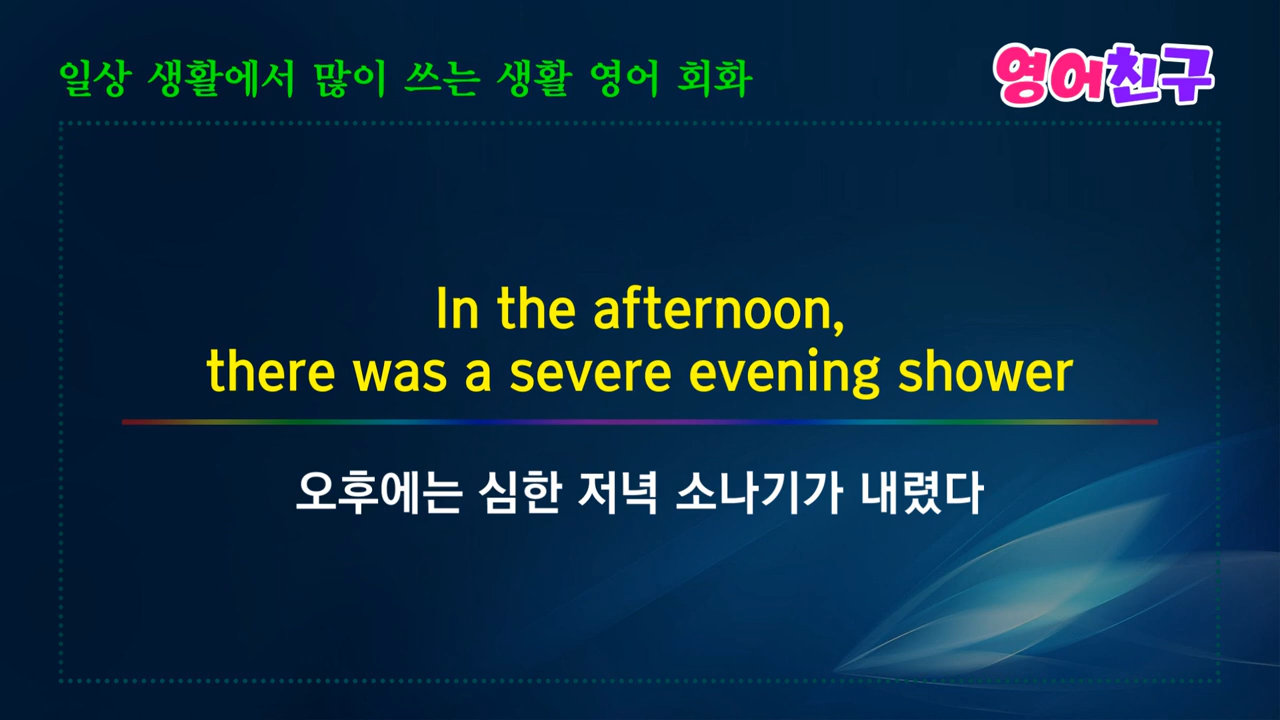 일상 생활에서 많이 쓰는 생활 영어 회화
영어친구
In the afternoon,
there was a severe evening shower
오후에는 심한 저녁 소나기가 내렸다